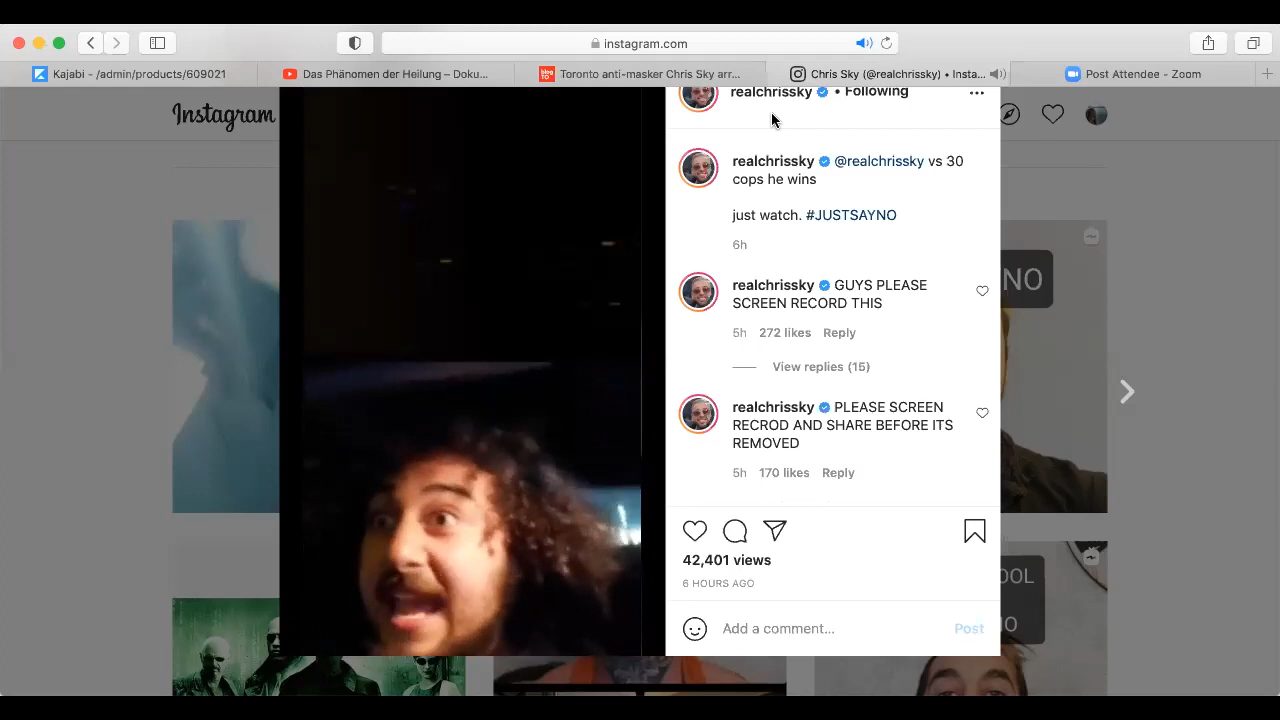 instagram.com
Kajabi - /admin/products/609021
Das Phänomen der Heilung – Doku...
blog TO
Toronto anti-masker Chris Sky arr...
Chris Sky (@realchrissky) • Insta...
Post Attendee - Zoom
Instagram
realchrissky • Following
realchrissky @realchrissky vs 30
cops he wins
just watch. #JUSTSAYNO
6h
realchrissky GUYS PLEASE
SCREEN RECORD THIS
5h 272 likes Reply
View replies (15)
realchrissky PLEASE SCREEN
RECROD AND SHARE BEFORE ITS
REMOVED
5h 170 likes Reply
42,401 views
6 HOURS AGO
Add a comment... Post
NO
OOL